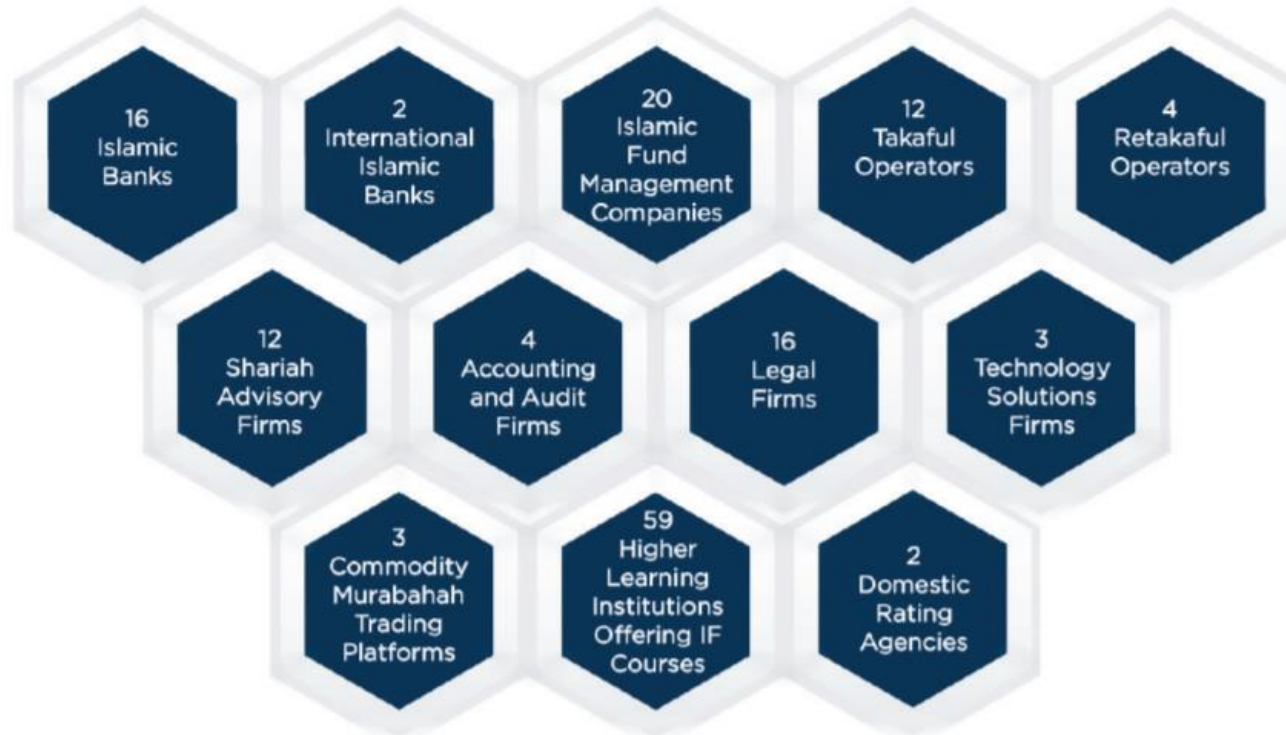 16
Islamic
Banks
2
International
Islamic
Banks
20
Islamic
Fund
Management
Companies
12
Takaful
Operators
4
Retakaful
Operators
12
Shariah
Advisory
Firms
4
Accounting
and Audit
Firms
16
Legal
Firms
3
Technology
Solutions
Firms
3
Commodity
Murabahah
Trading
Platforms
59
Higher
Learning
Institutions
Offering IF
Courses
2
Domestic
Rating
Agencies